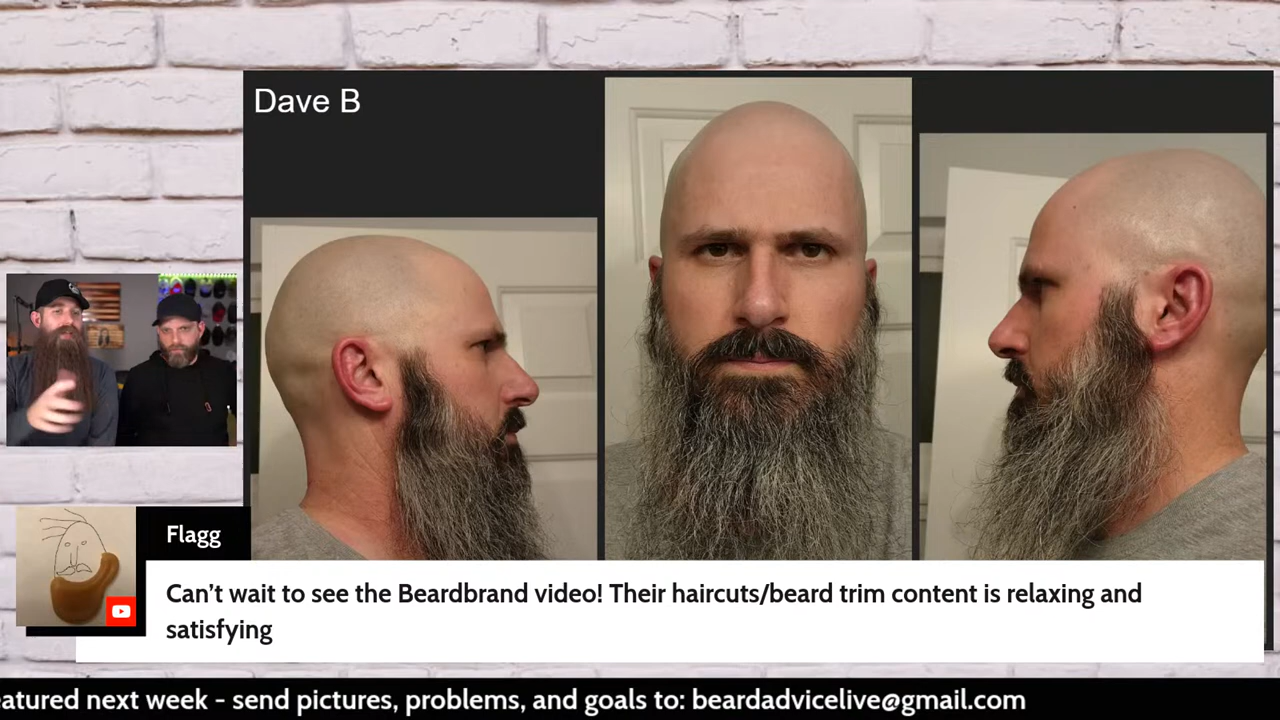 Dave B
Flagg
Can't wait to see the Beardbrand video! Their haircuts/beard trim content is relaxing and
satisfying
eatured next week - send pictures, problems, and goals to: beardadvicelive@gmail.com